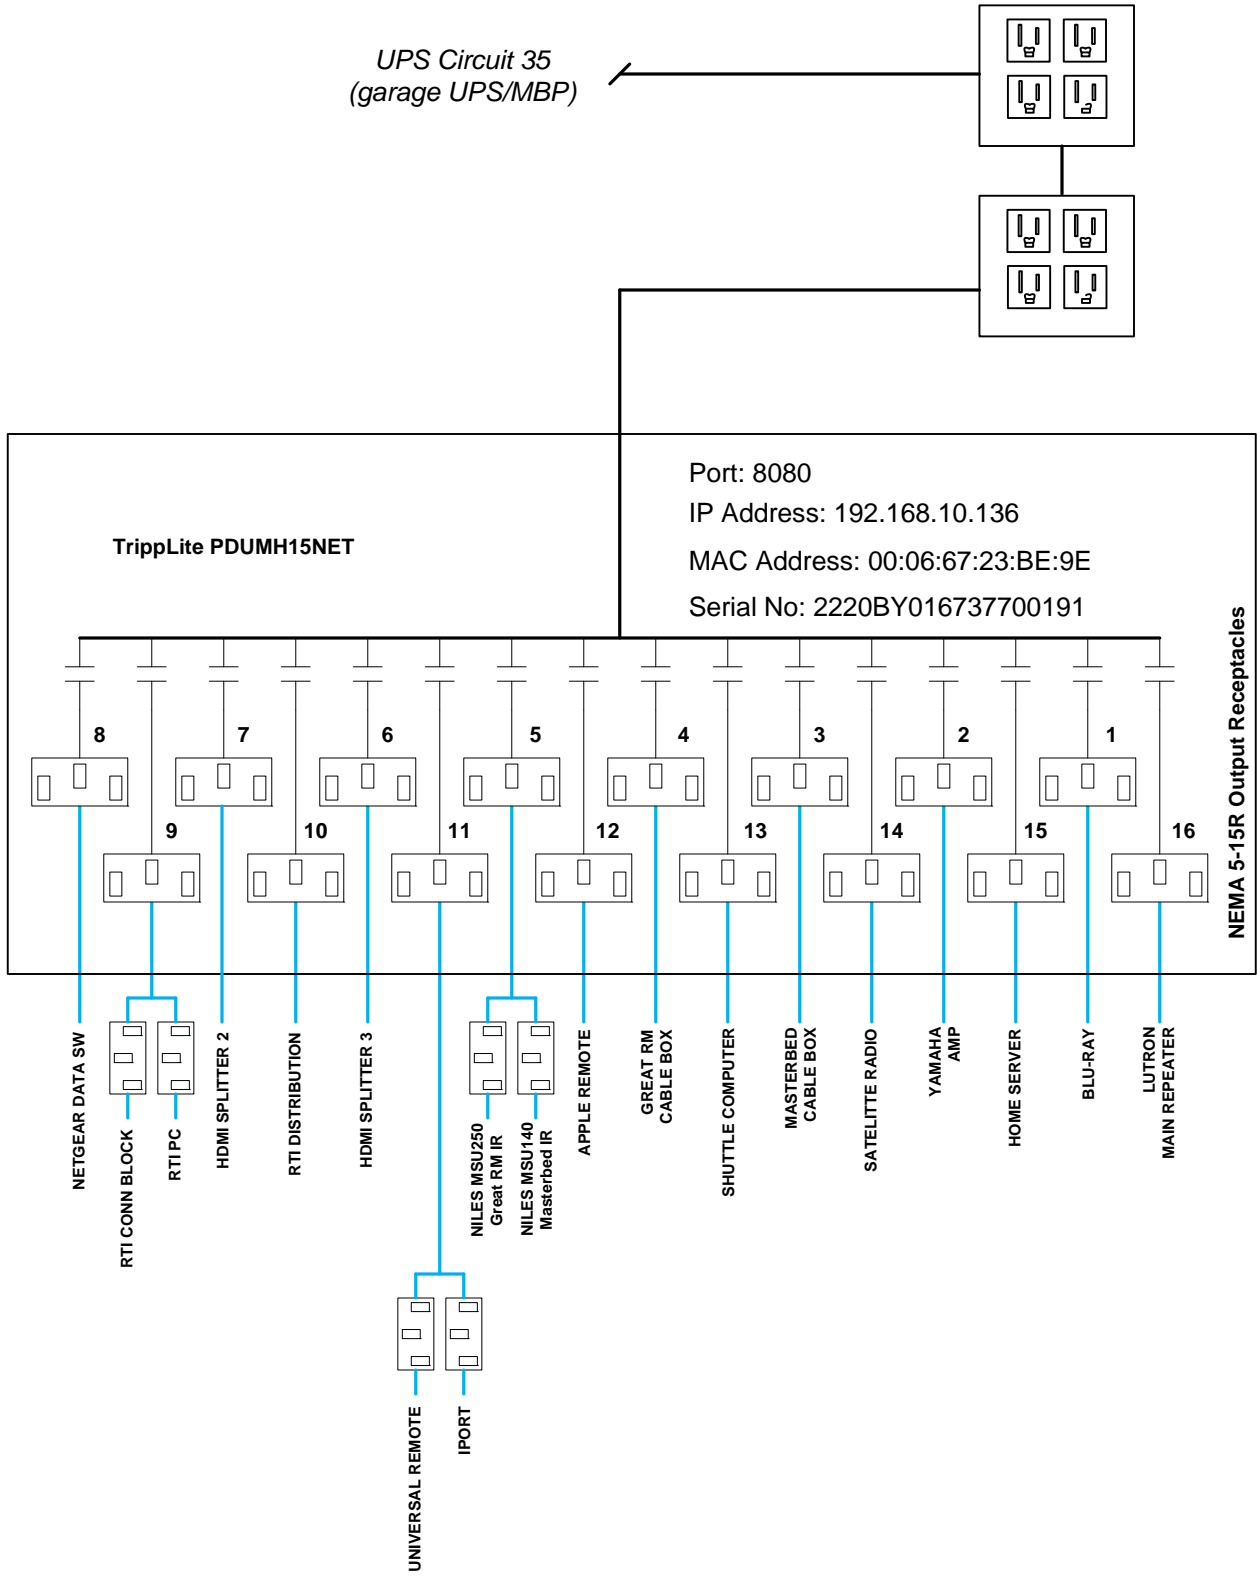 UPS Circuit 35
(garage UPS/MBP)
Port: 8080
IP Address: 192.168.10.136
TrippLite PDUMH15NET
MAC Address: 00:06:67:23:BE:9E
Serial No: 2220BY016737700191
NEMA 5-15R Output Receptacles
8
7
6
5
4
3
2
1
9
10
11
12
13
14
15
16
NETGEAR DATA SW
RTI CONN BLOCK
RTI PC
HDMI SPLITTER 2
RTI DISTRIBUTION
HDMI SPLITTER 3
UNIVERSAL REMOTE
IPORT
NILES MSU250
Great RM IR
NILES MSU140
Masterbed IR
APPLE REMOTE
GREAT RM
CABLE BOX
SHUTTLE COMPUTER
MASTERBED
CABLE BOX
SATELITTE RADIO
YAMAHA
AMP
HOME SERVER
BLU-RAY
LUTRON
MAIN REPEATER